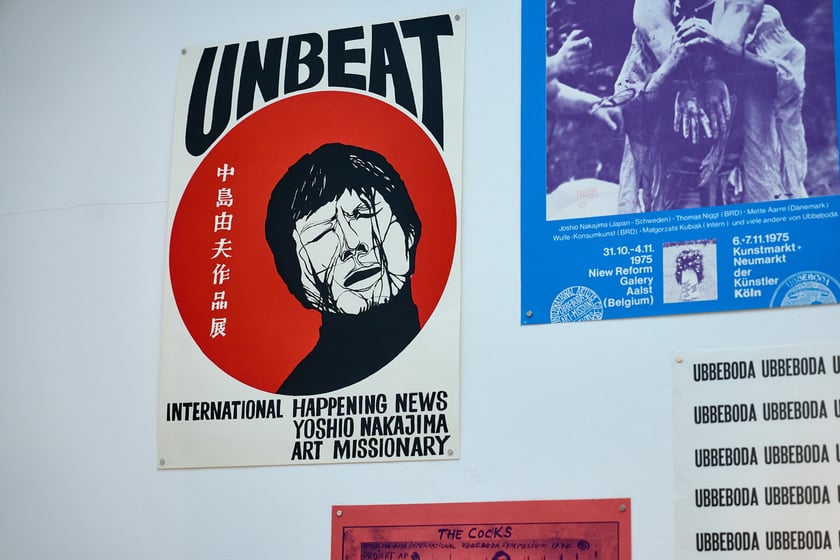 UNBEAT
中島由夫作品展
INTERNATIONAL HAPPENING NEWS
YOSHIO NAKAJIMA
ART MISSIONARY
Joshio Nakajima (Japan - Schweden) · Thomas Niggl (BRD) · Mette Aarre (Dänemark)
Wulle-Konsumkunst (BRD) · Małgorzata Kubiak (Intern) · und viele andere von Ubbeboda
31.10.-4.11.
1975
Niew Reform
Galery
Aalst
(Belgium)
6.-7.11.1975
Kunstmarkt +
Neumarkt
der
Künstler
Köln
UBBEBODA UBBEBODA U
UBBEBODA UBBEBODA U
UBBEBODA UBBEBODA U
UBBEBODA UBBEBODA U
UBBEBODA UBBEBODA
THE COCKS